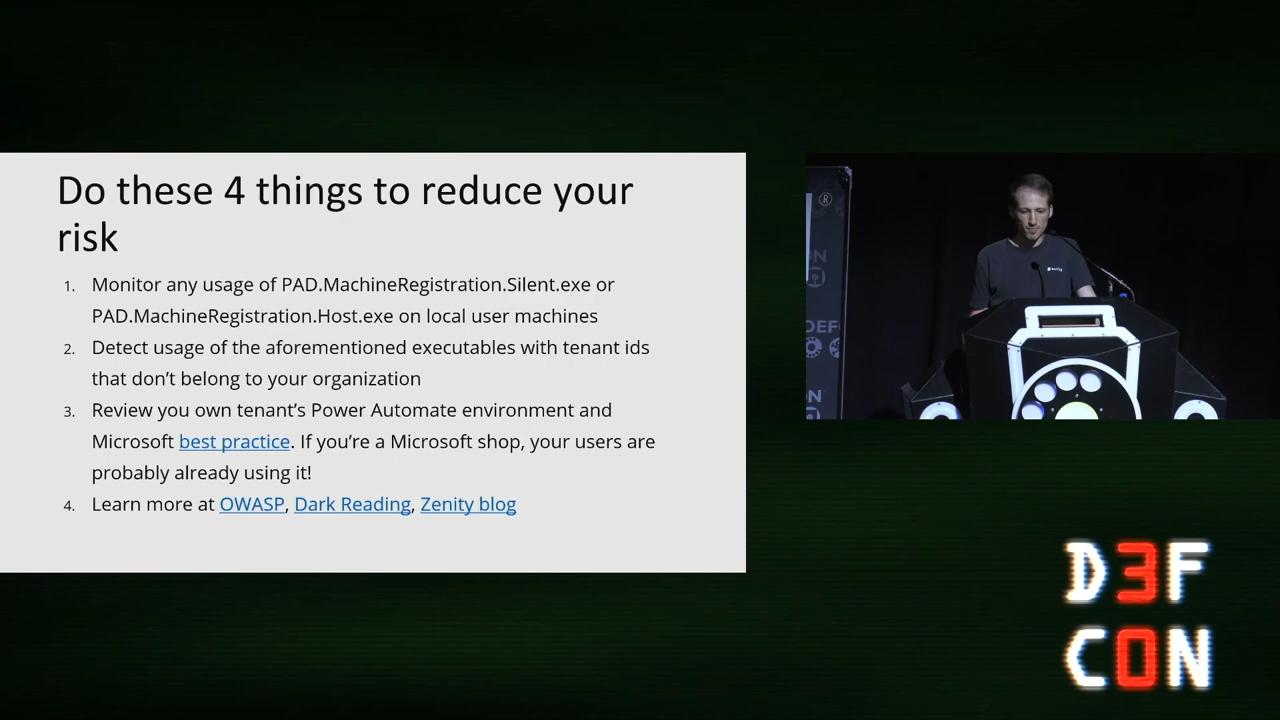 Do these 4 things to reduce your
risk
1. Monitor any usage of PAD.MachineRegistration.Silent.exe or
PAD.MachineRegistration.Host.exe on local user machines
2. Detect usage of the aforementioned executables with tenant ids
that don't belong to your organization
3. Review you own tenant's Power Automate environment and
Microsoft best practice. If you're a Microsoft shop, your users are
probably already using it!
4. Learn more at OWASP, Dark Reading, Zenity blog
®
ON
DEF
ON
D3F
C0N